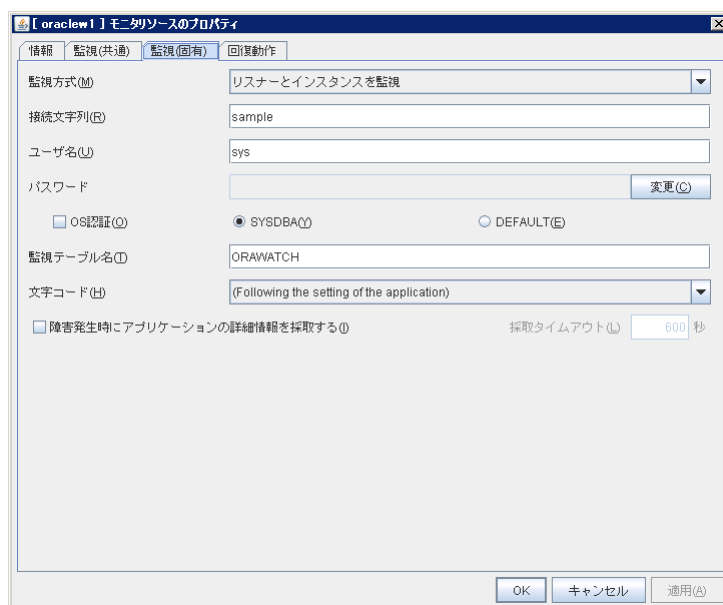 [ oraclew1 ] モニタリソースのプロパティ
情報 監視(共通) 監視(固有) 回復動作
監視方式(M) リスナーとインスタンスを監視
接続文字列(R) sample
ユーザ名(U) sys
パスワード 変更(C)
OS認証(O) SYSDBA(Y) DEFAULT(E)
監視テーブル名(T) ORAWATCH
文字コード(H) (Following the setting of the application)
障害発生時にアプリケーションの詳細情報を採取する(I) 採取タイムアウト(L) 600 秒
OK キャンセル 適用(A)